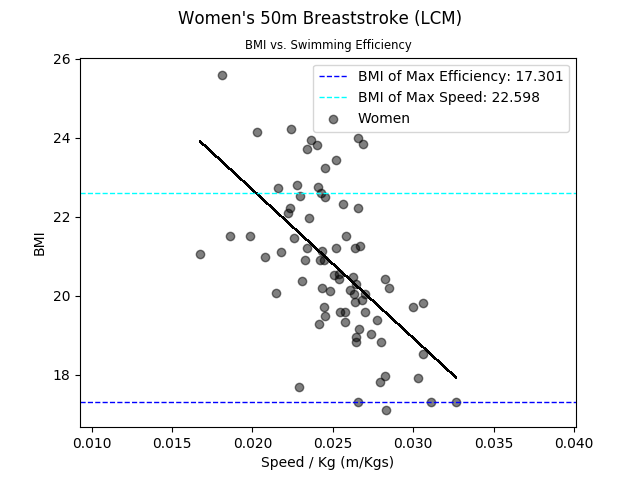 Women's 50m Breaststroke (LCM)
BMI vs. Swimming Efficiency
BMI of Max Efficiency: 17.301
BMI of Max Speed: 22.598
Women
26
24
22
20
18
BMI
0.010 0.015 0.020 0.025 0.030 0.035 0.040
Speed / Kg (m/Kgs)